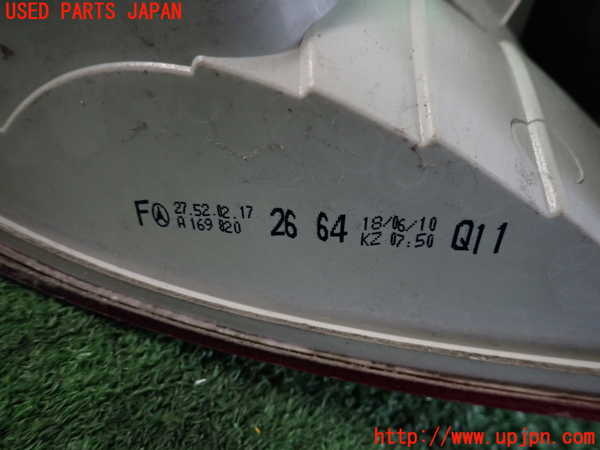 USED PARTS JAPAN
F 27.52.02.17 A 169 820 26 64 18/06/10 KZ 07:50 Q11
http://www.upjpn.com/